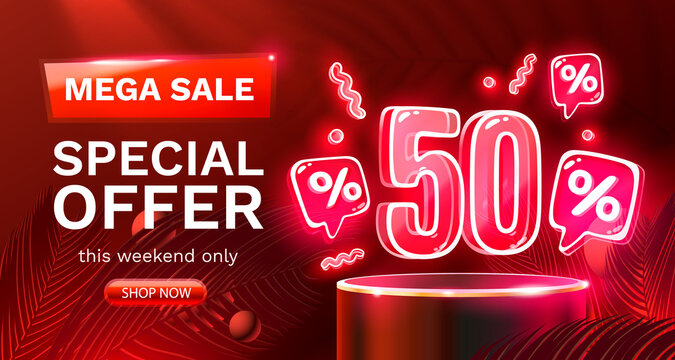 MEGA SALE
SPECIAL
OFFER
this weekend only
SHOP NOW
50
%
%
%